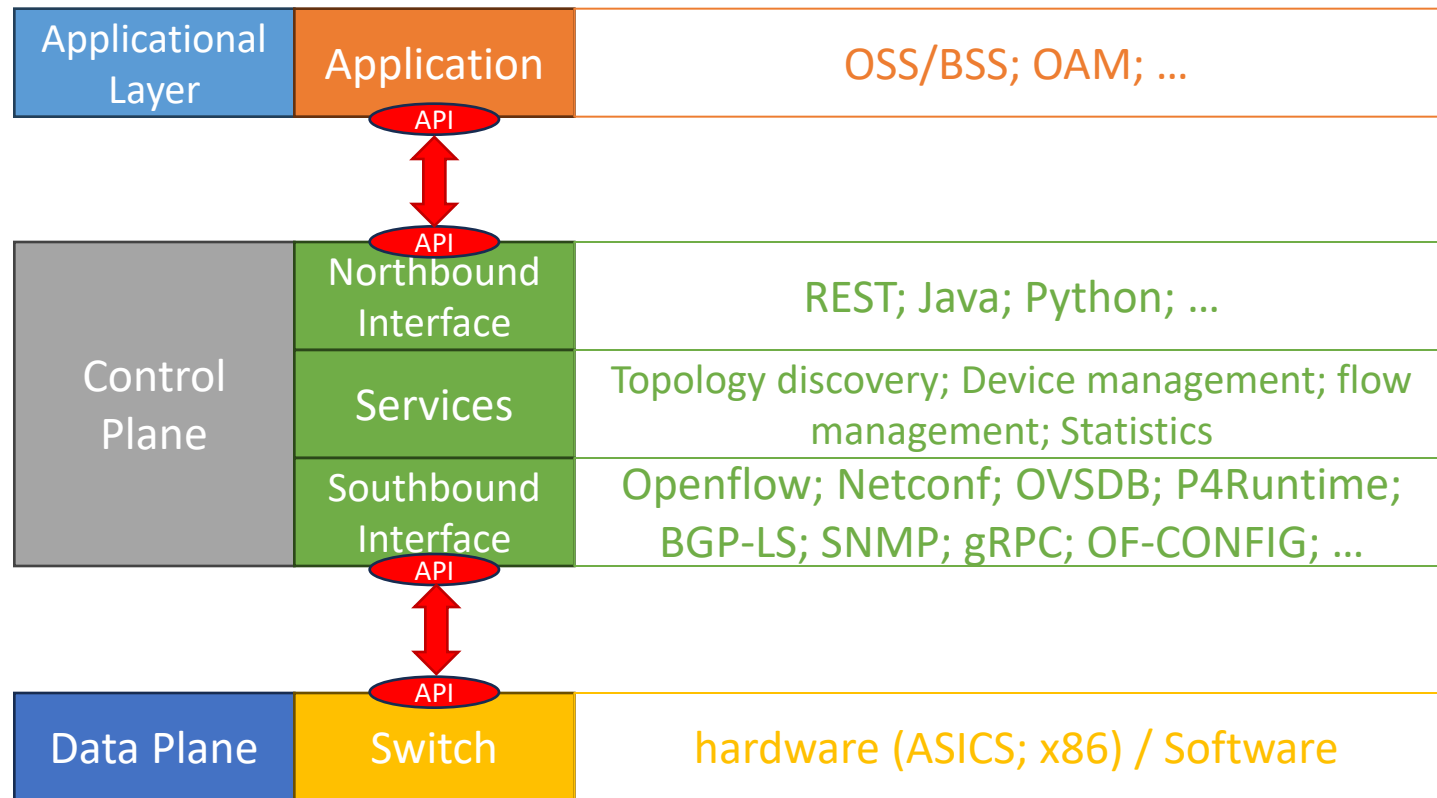 Applicational
Layer
Application
OSS/BSS; OAM; …
API
API
Control
Plane
Northbound
Interface
REST; Java; Python; …
Services
Topology discovery; Device management; flow
management; Statistics
Southbound
Interface
Openflow; Netconf; OVSDB; P4Runtime;
BGP-LS; SNMP; gRPC; OF-CONFIG; …
API
API
Data Plane
Switch
hardware (ASICS; x86) / Software